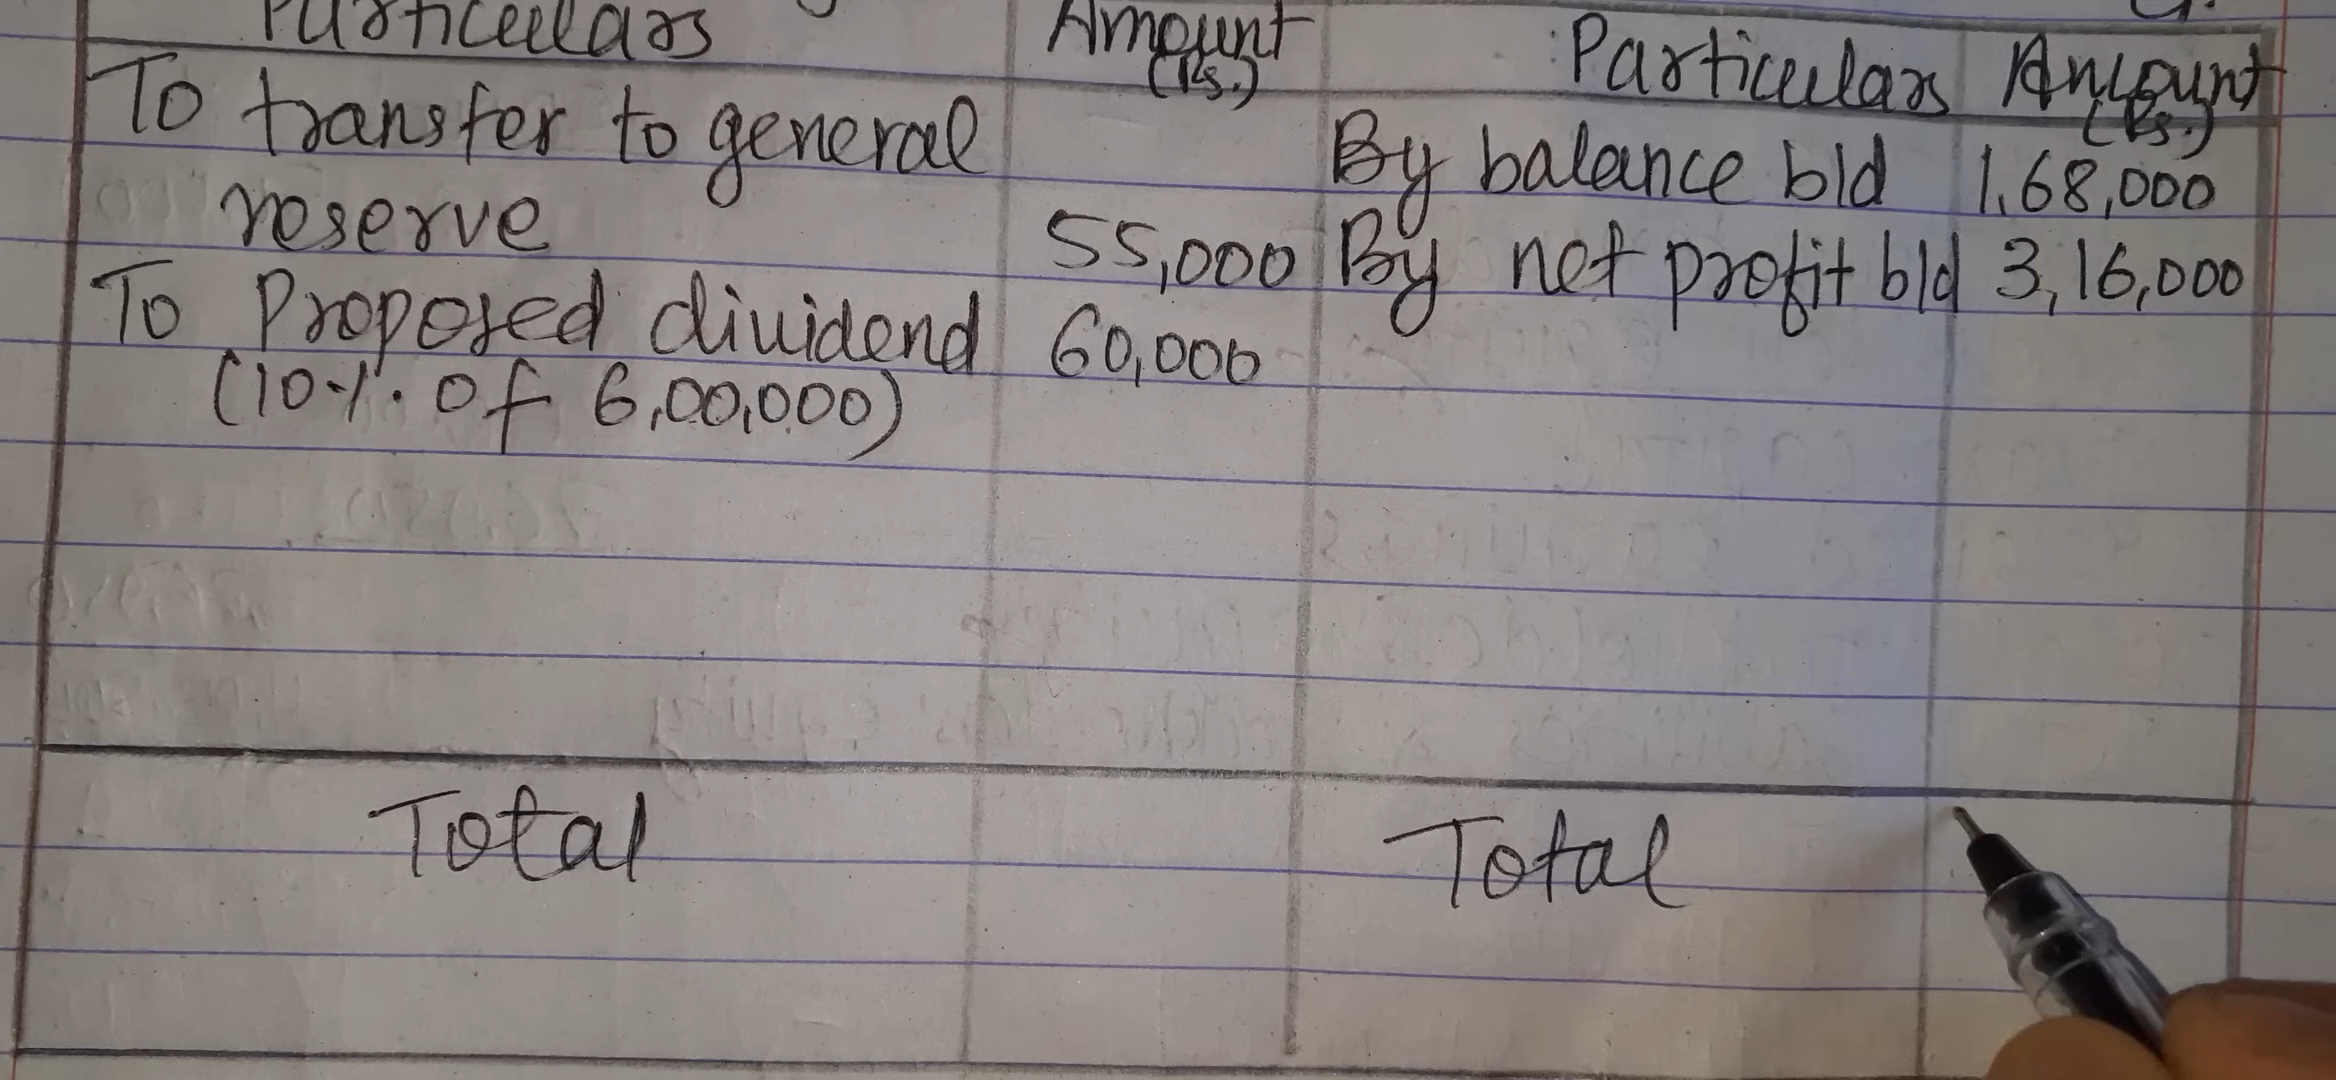 Particulars Amount (Rs.) Particulars Amount (Rs.)
To transfer to general By balance b/d 1,68,000
reserve 55,000 By net profit b/d 3,16,000
To Proposed dividend 60,000
(10%. of 6,00,000)
Total Total